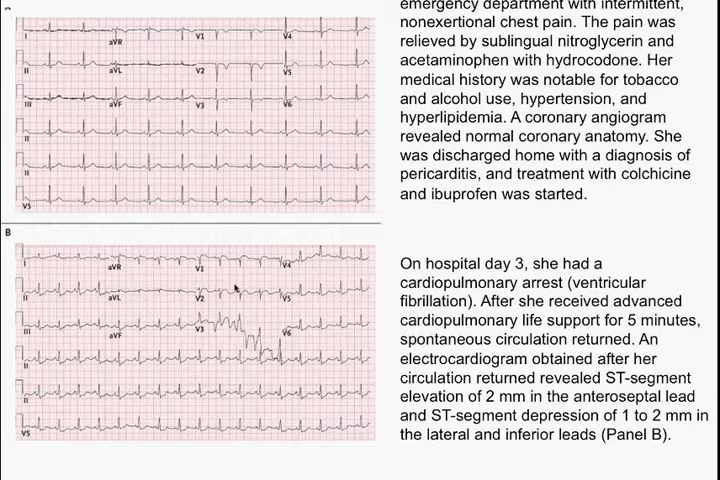 emergency department with intermittent,
nonexertional chest pain. The pain was
relieved by sublingual nitroglycerin and
acetaminophen with hydrocodone. Her
medical history was notable for tobacco
and alcohol use, hypertension, and
hyperlipidemia. A coronary angiogram
revealed normal coronary anatomy. She
was discharged home with a diagnosis of
pericarditis, and treatment with colchicine
and ibuprofen was started.
I aVR V1 V4
II aVL V2 V5
III aVF V3 V6
II
II
V5
B
On hospital day 3, she had a
cardiopulmonary arrest (ventricular
fibrillation). After she received advanced
cardiopulmonary life support for 5 minutes,
spontaneous circulation returned. An
electrocardiogram obtained after her
circulation returned revealed ST-segment
elevation of 2 mm in the anteroseptal lead
and ST-segment depression of 1 to 2 mm in
the lateral and inferior leads (Panel B).
I aVR V1 V4
II aVL V2 V5
III aVF V3 V6
II
II
V5